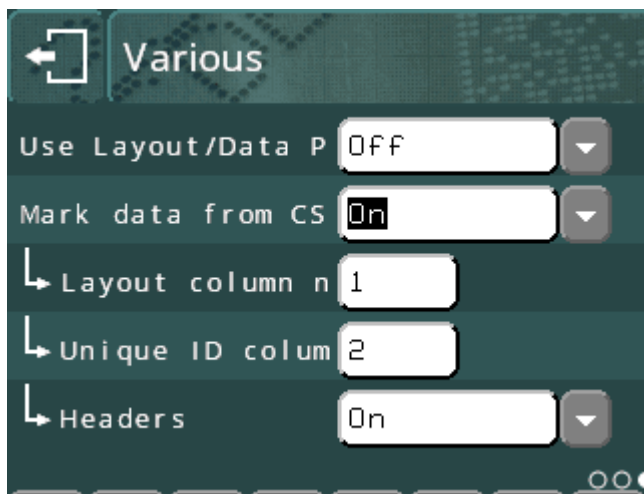 Various
Use Layout/Data P Off
Mark data from CS On
Layout column n 1
Unique ID colum 2
Headers On